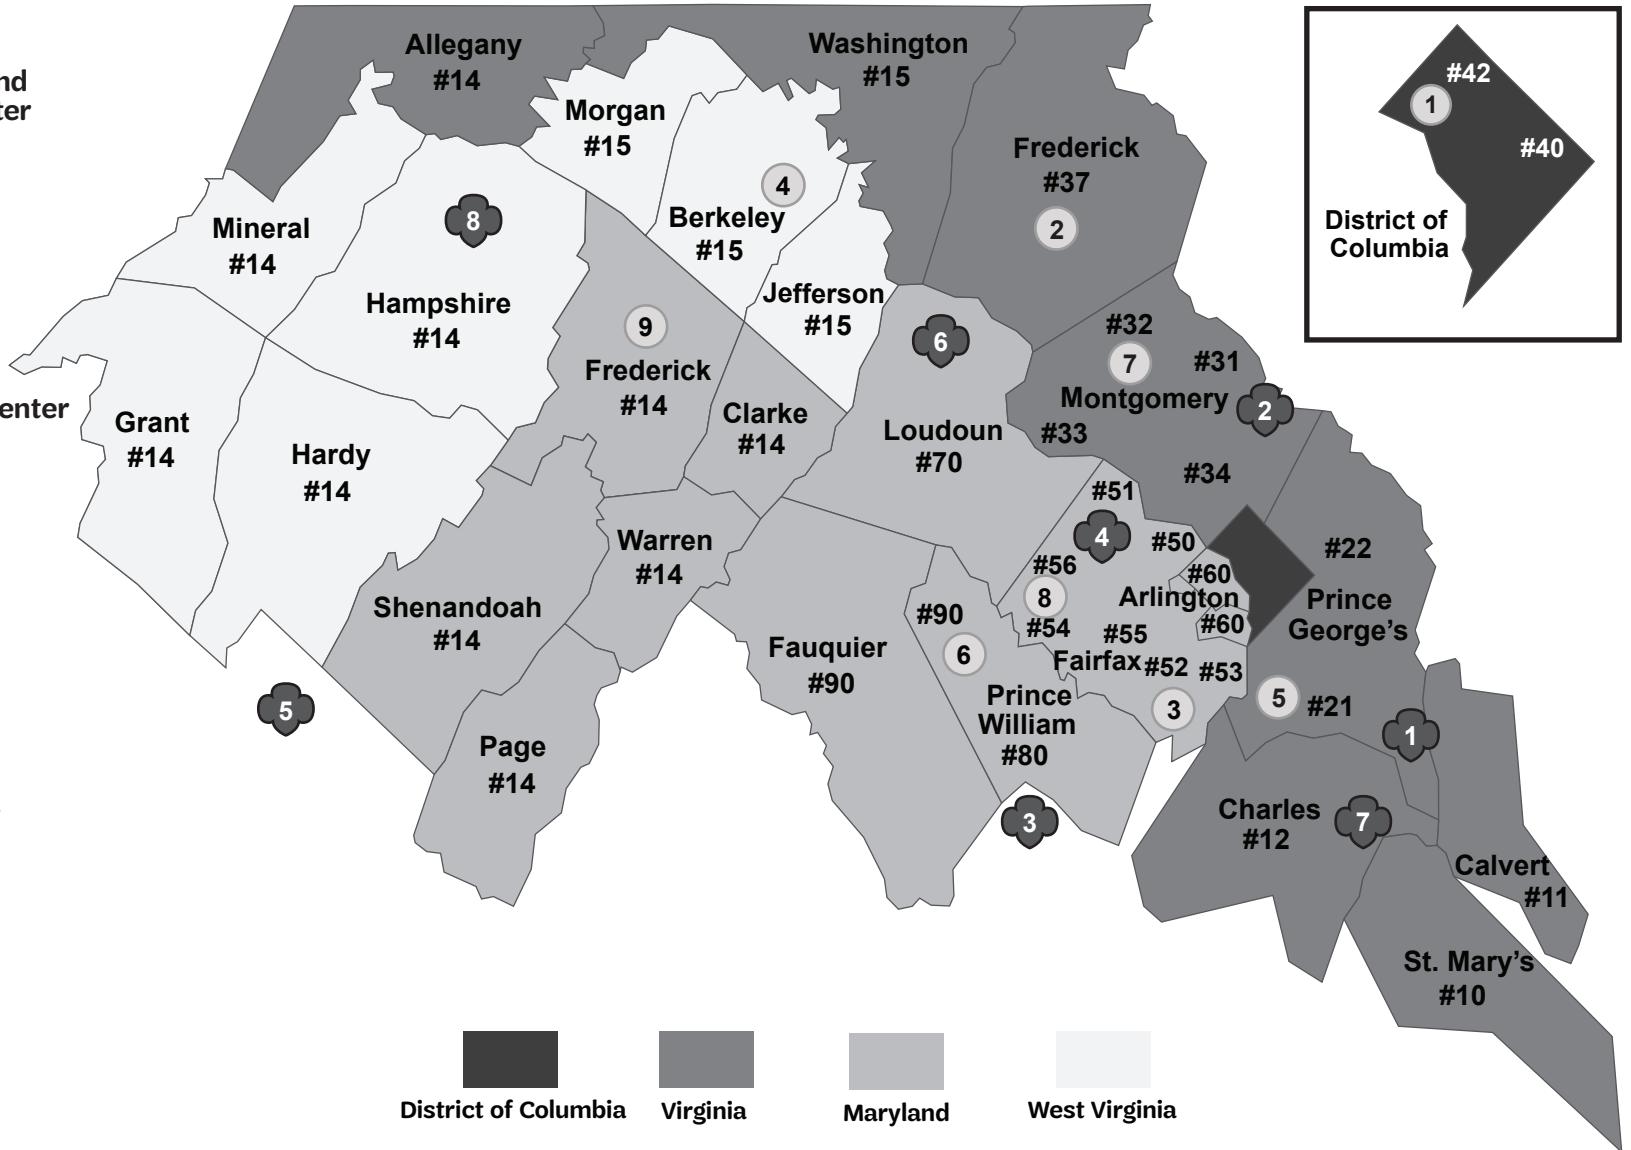 nd
ter
enter
Allegany
#14
Washington
#15
Morgan
#15
Frederick
#37
2
4
Berkeley
#15
Mineral
#14
8
Hampshire
#14
Jefferson
#15
9
Frederick
#14
6
Clarke
#14
Loudoun
#70
#32
7
#31
Montgomery
2
#33
#34
Grant
#14
Hardy
#14
#51
4
#50
#56
8
#54
#60
Arlington
#60
#55
Fairfax
#52
#53
3
#22
Prince
George’s
5
#21
1
Warren
#14
Shenandoah
#14
5
Page
#14
Fauquier
#90
#90
6
Prince
William
#80
3
Charles
#12
7
Calvert
#11
St. Mary’s
#10
#42
1
#40
District of
Columbia
District of Columbia
Virginia
Maryland
West Virginia